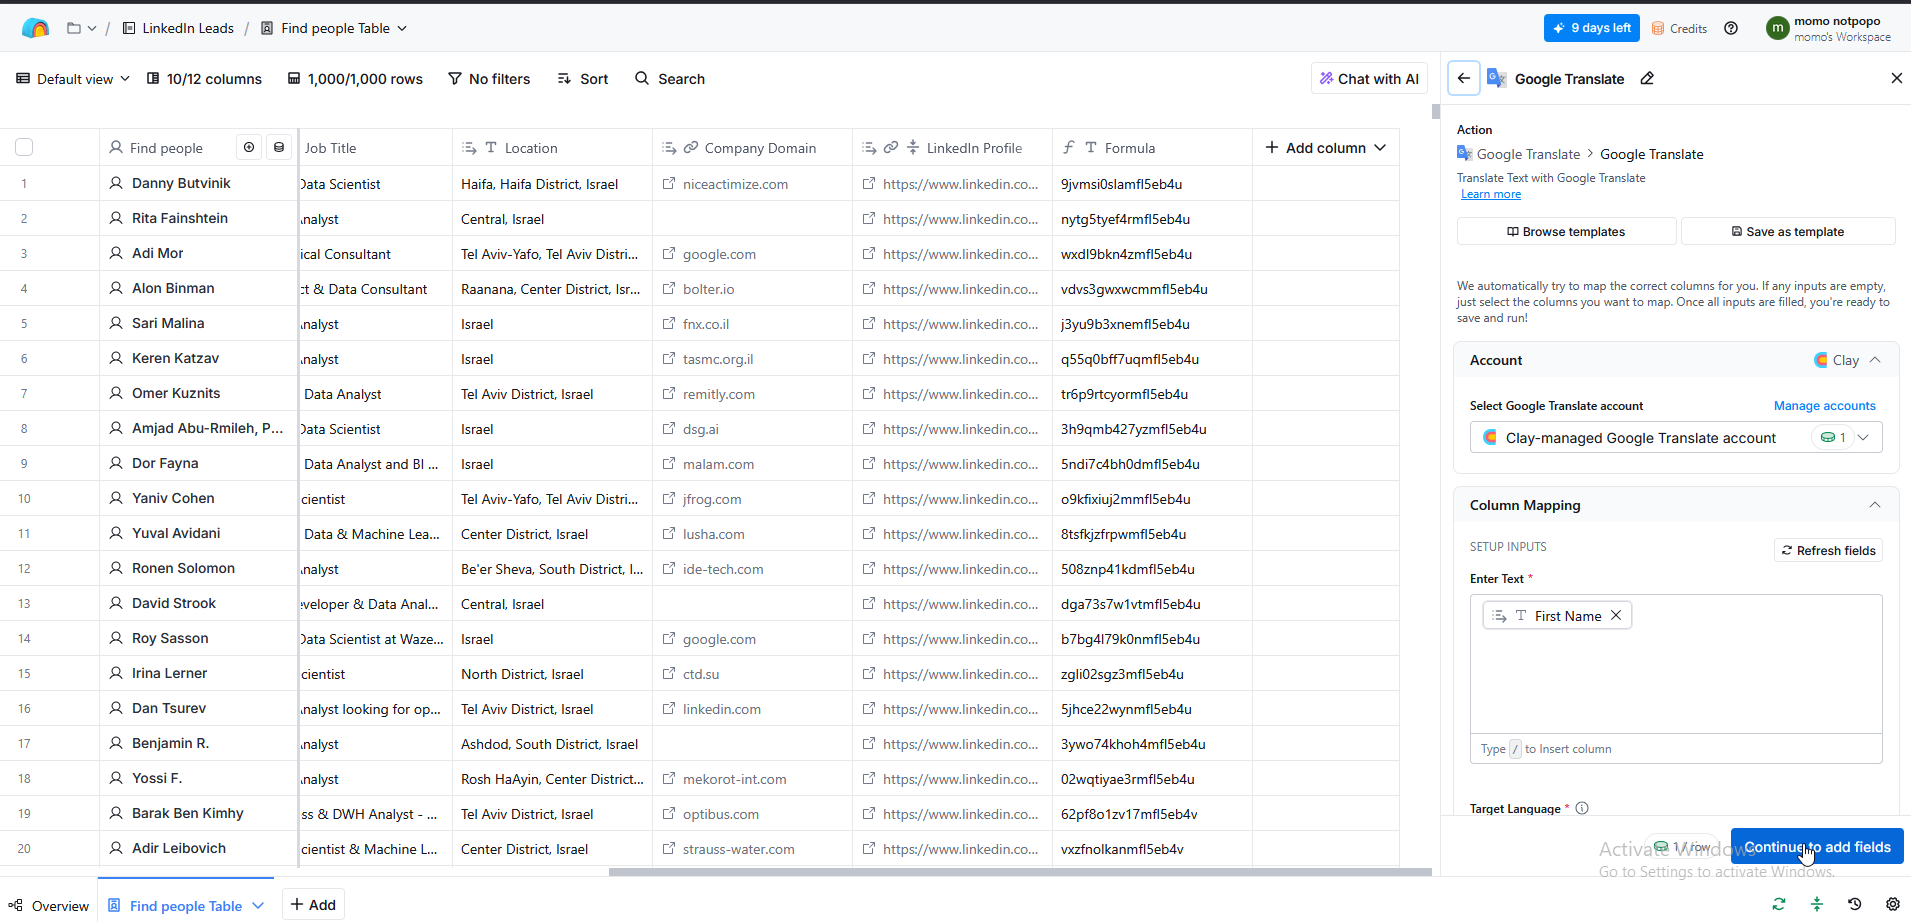 LinkedIn Leads / Find people Table
9 days left
Credits
m
momo notpopo
momo's Workspace
Default view
10/12 columns
1,000/1,000 rows
No filters
Sort
Search
Chat with AI
Google Translate
Find people
Job Title
Location
Company Domain
LinkedIn Profile
Formula
Add column
1 Danny Butvinik Data Scientist Haifa, Haifa District, Israel niceactimize.com https://www.linkedin.co... 9jvmsi0slamfl5eb4u
2 Rita Fainshtein nalyst Central, Israel https://www.linkedin.co... nytg5tyef4rmfl5eb4u
3 Adi Mor ical Consultant Tel Aviv-Yafo, Tel Aviv Distri... google.com https://www.linkedin.co... wxdl9bkn4zmfl5eb4u
4 Alon Binman ct & Data Consultant Raanana, Center District, Isr... bolter.io https://www.linkedin.co... vdvs3gwxwcmmfl5eb4u
5 Sari Malina nalyst Israel fnx.co.il https://www.linkedin.co... j3yu9b3xnemfl5eb4u
6 Keren Katzav nalyst Israel tasmc.org.il https://www.linkedin.co... q55q0bff7uqmfl5eb4u
7 Omer Kuznits Data Analyst Tel Aviv District, Israel remitly.com https://www.linkedin.co... tr6p9rtcyormfl5eb4u
8 Amjad Abu-Rmileh, P... Data Scientist Israel dsg.ai https://www.linkedin.co... 3h9qmb427yzmfl5eb4u
9 Dor Fayna Data Analyst and BI ... Israel malam.com https://www.linkedin.co... 5ndi7c4bh0dmfl5eb4u
10 Yaniv Cohen cientist Tel Aviv-Yafo, Tel Aviv Distri... jfrog.com https://www.linkedin.co... o9kfixiuj2mmfl5eb4u
11 Yuval Avidani Data & Machine Lea... Center District, Israel lusha.com https://www.linkedin.co... 8tsfkjzfrpwmfl5eb4u
12 Ronen Solomon nalyst Be'er Sheva, South District, I... ide-tech.com https://www.linkedin.co... 508znp41kdmfl5eb4u
13 David Strook eveloper & Data Anal... Central, Israel https://www.linkedin.co... dga73s7w1vtmfl5eb4u
14 Roy Sasson Data Scientist at Waze... Israel google.com https://www.linkedin.co... b7bg4l79k0nmfl5eb4u
15 Irina Lerner cientist North District, Israel ctd.su https://www.linkedin.co... zgli02sgz3mfl5eb4u
16 Dan Tsurev nalyst looking for op... Tel Aviv District, Israel linkedin.com https://www.linkedin.co... 5jhce22wynmfl5eb4u
17 Benjamin R. nalyst Ashdod, South District, Israel https://www.linkedin.co... 3ywo74khoh4mfl5eb4u
18 Yossi F. nalyst Rosh HaAyin, Center District... mekorot-int.com https://www.linkedin.co... 02wqtiyae3rmfl5eb4u
19 Barak Ben Kimhy ss & DWH Analyst - ... Tel Aviv District, Israel optibus.com https://www.linkedin.co... 62pf8o1zv17mfl5eb4v
20 Adir Leibovich cientist & Machine L... Center District, Israel strauss-water.com https://www.linkedin.co... vxzfnolkanmfl5eb4v
Overview
Find people Table
Add
Action
Google Translate > Google Translate
Translate Text with Google Translate
Learn more
Browse templates
Save as template
We automatically try to map the correct columns for you. If any inputs are empty,
just select the columns you want to map. Once all inputs are filled, you're ready to
save and run!
Account
Clay
Select Google Translate account
Manage accounts
Clay-managed Google Translate account
1
Column Mapping
SETUP INPUTS
Refresh fields
Enter Text *
First Name
Type / to Insert column
Target Language *
1 / row
Continue to add fields
Activate Windows
Go to Settings to activate Windows.